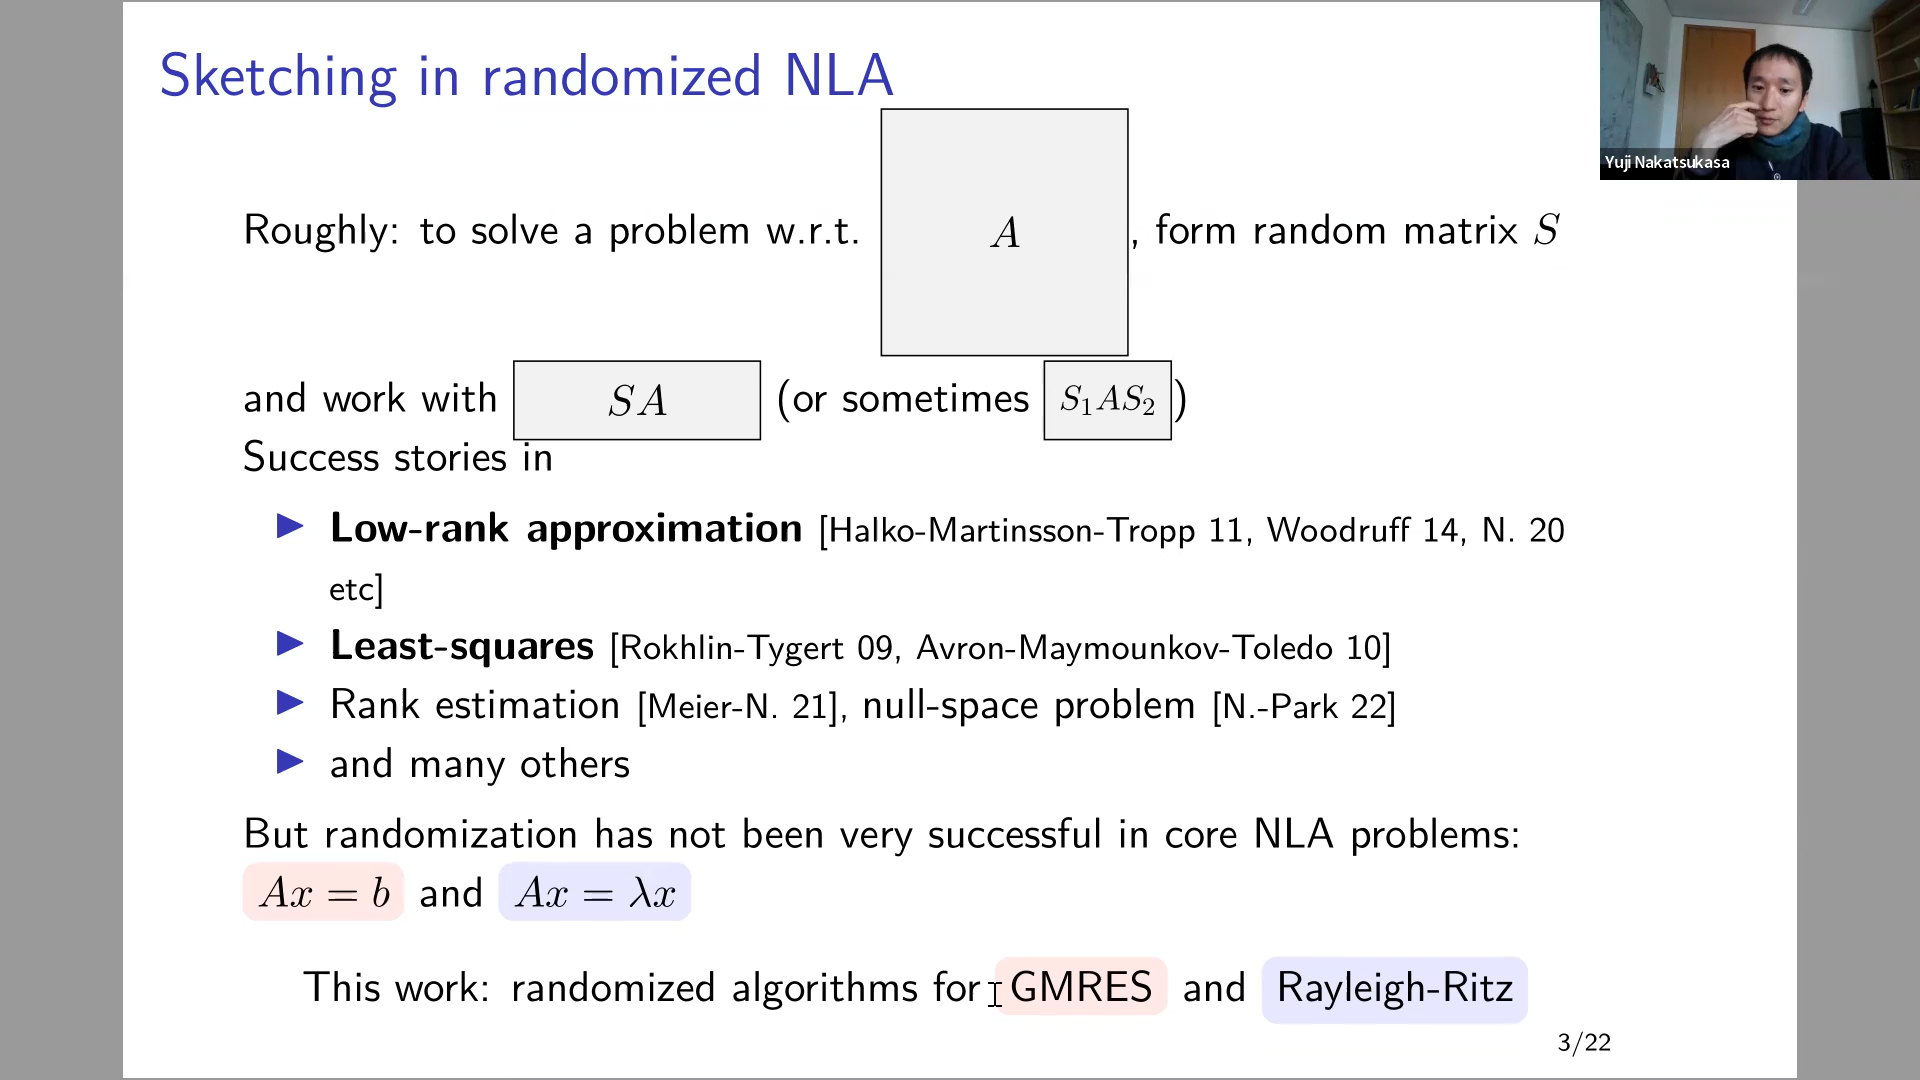 Sketching in randomized NLA
Yuji Nakatsukasa
Roughly: to solve a problem w.r.t. A , form random matrix S
and work with SA (or sometimes S₁AS₂)
Success stories in
▶ Low-rank approximation [Halko-Martinsson-Tropp 11, Woodruff 14, N. 20
etc]
▶ Least-squares [Rokhlin-Tygert 09, Avron-Maymounkov-Toledo 10]
▶ Rank estimation [Meier-N. 21], null-space problem [N.-Park 22]
▶ and many others
But randomization has not been very successful in core NLA problems:
Ax = b and Ax = λx
This work: randomized algorithms for GMRES and Rayleigh-Ritz
3/22